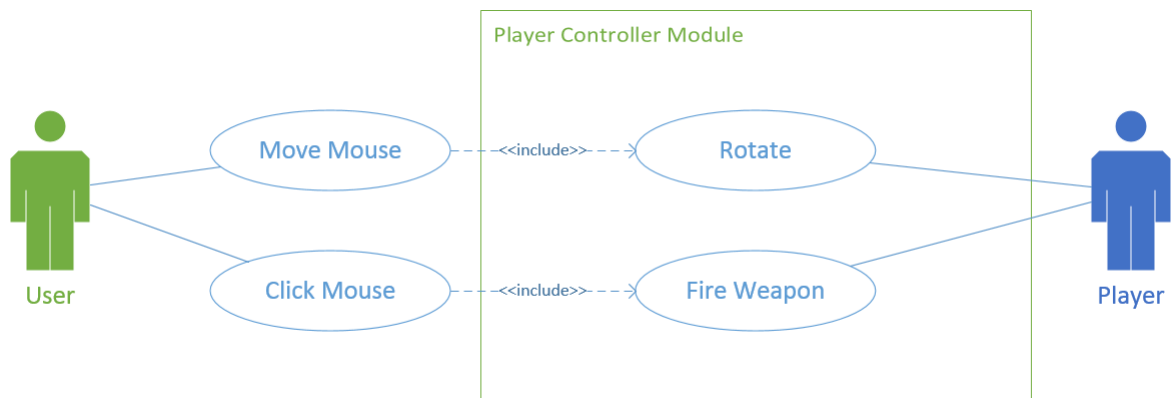 Player Controller Module
Move Mouse
<<include>>
Rotate
User
Click Mouse
<<include>>
Fire Weapon
Player